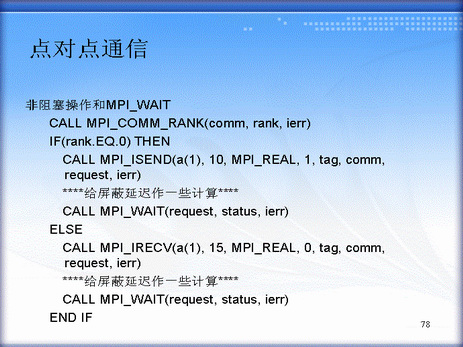 点对点通信
非阻塞操作和MPI_WAIT
CALL MPI_COMM_RANK(comm, rank, ierr)
IF(rank.EQ.0) THEN
CALL MPI_ISEND(a(1), 10, MPI_REAL, 1, tag, comm,
request, ierr)
****给屏蔽延迟作一些计算****
CALL MPI_WAIT(request, status, ierr)
ELSE
CALL MPI_IRECV(a(1), 15, MPI_REAL, 0, tag, comm,
request, ierr)
****给屏蔽延迟作一些计算****
CALL MPI_WAIT(request, status, ierr)
END IF
78